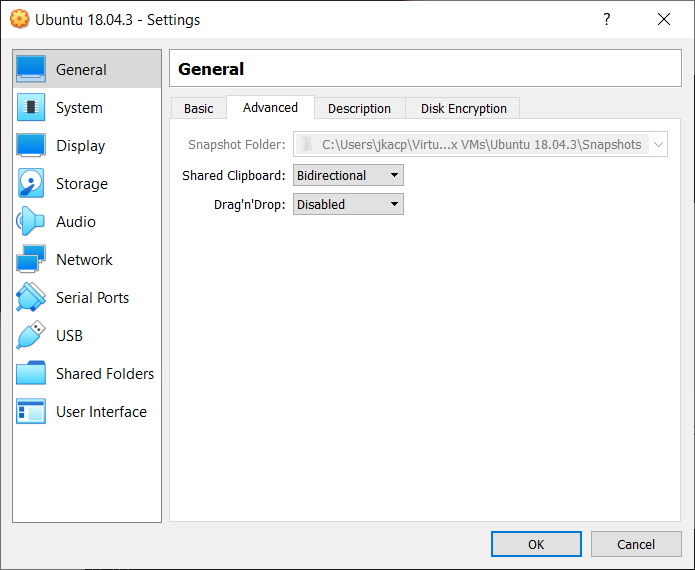 Ubuntu 18.04.3 - Settings
?
General
System
Display
Storage
Audio
Network
Serial Ports
USB
Shared Folders
User Interface
General
Basic
Advanced
Description
Disk Encryption
Snapshot Folder: C:\Users\jkacp\Virtu...x VMs\Ubuntu 18.04.3\Snapshots
Shared Clipboard: Bidirectional
Drag'n'Drop: Disabled
OK
Cancel